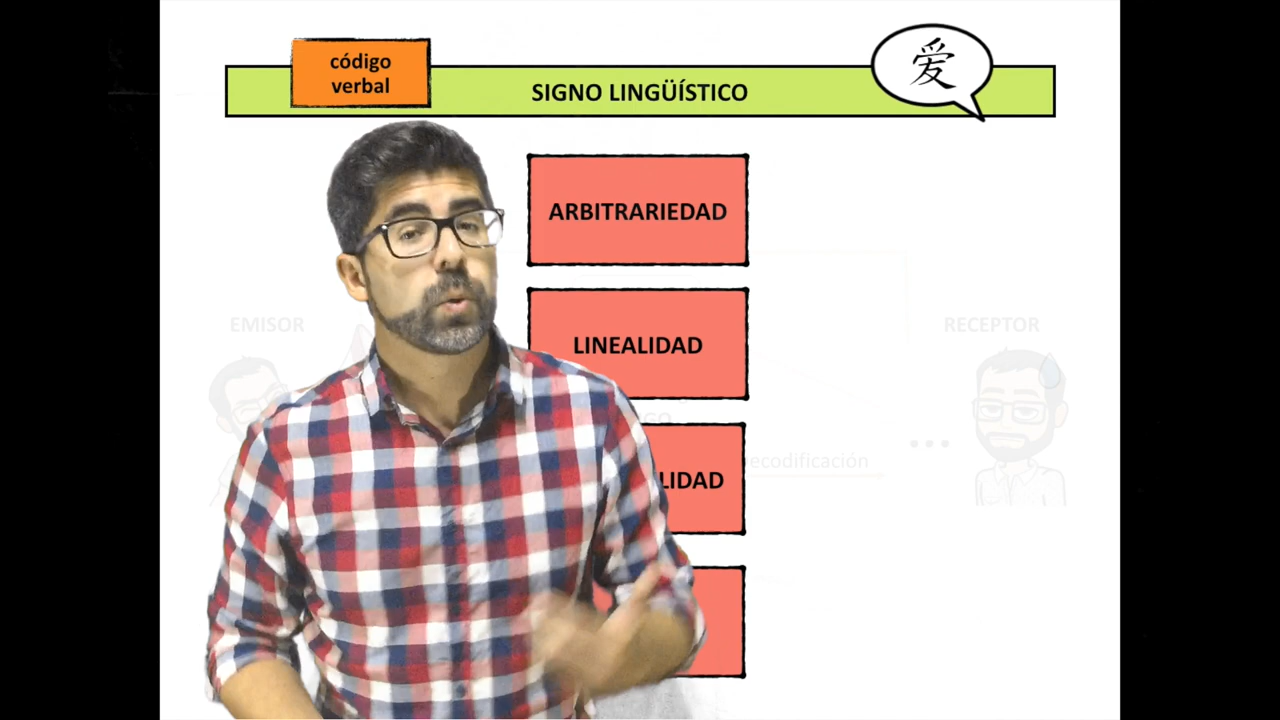 código
verbal
SIGNO LINGÜÍSTICO
爱
ARBITRARIEDAD
LINEALIDAD
EMISOR
RECEPTOR
LIDAD
ecodificación